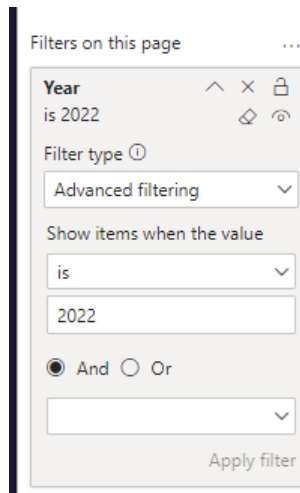 Filters on this page ...
Year
is 2022
Filter type
Advanced filtering
Show items when the value
is
2022
And Or
Apply filter